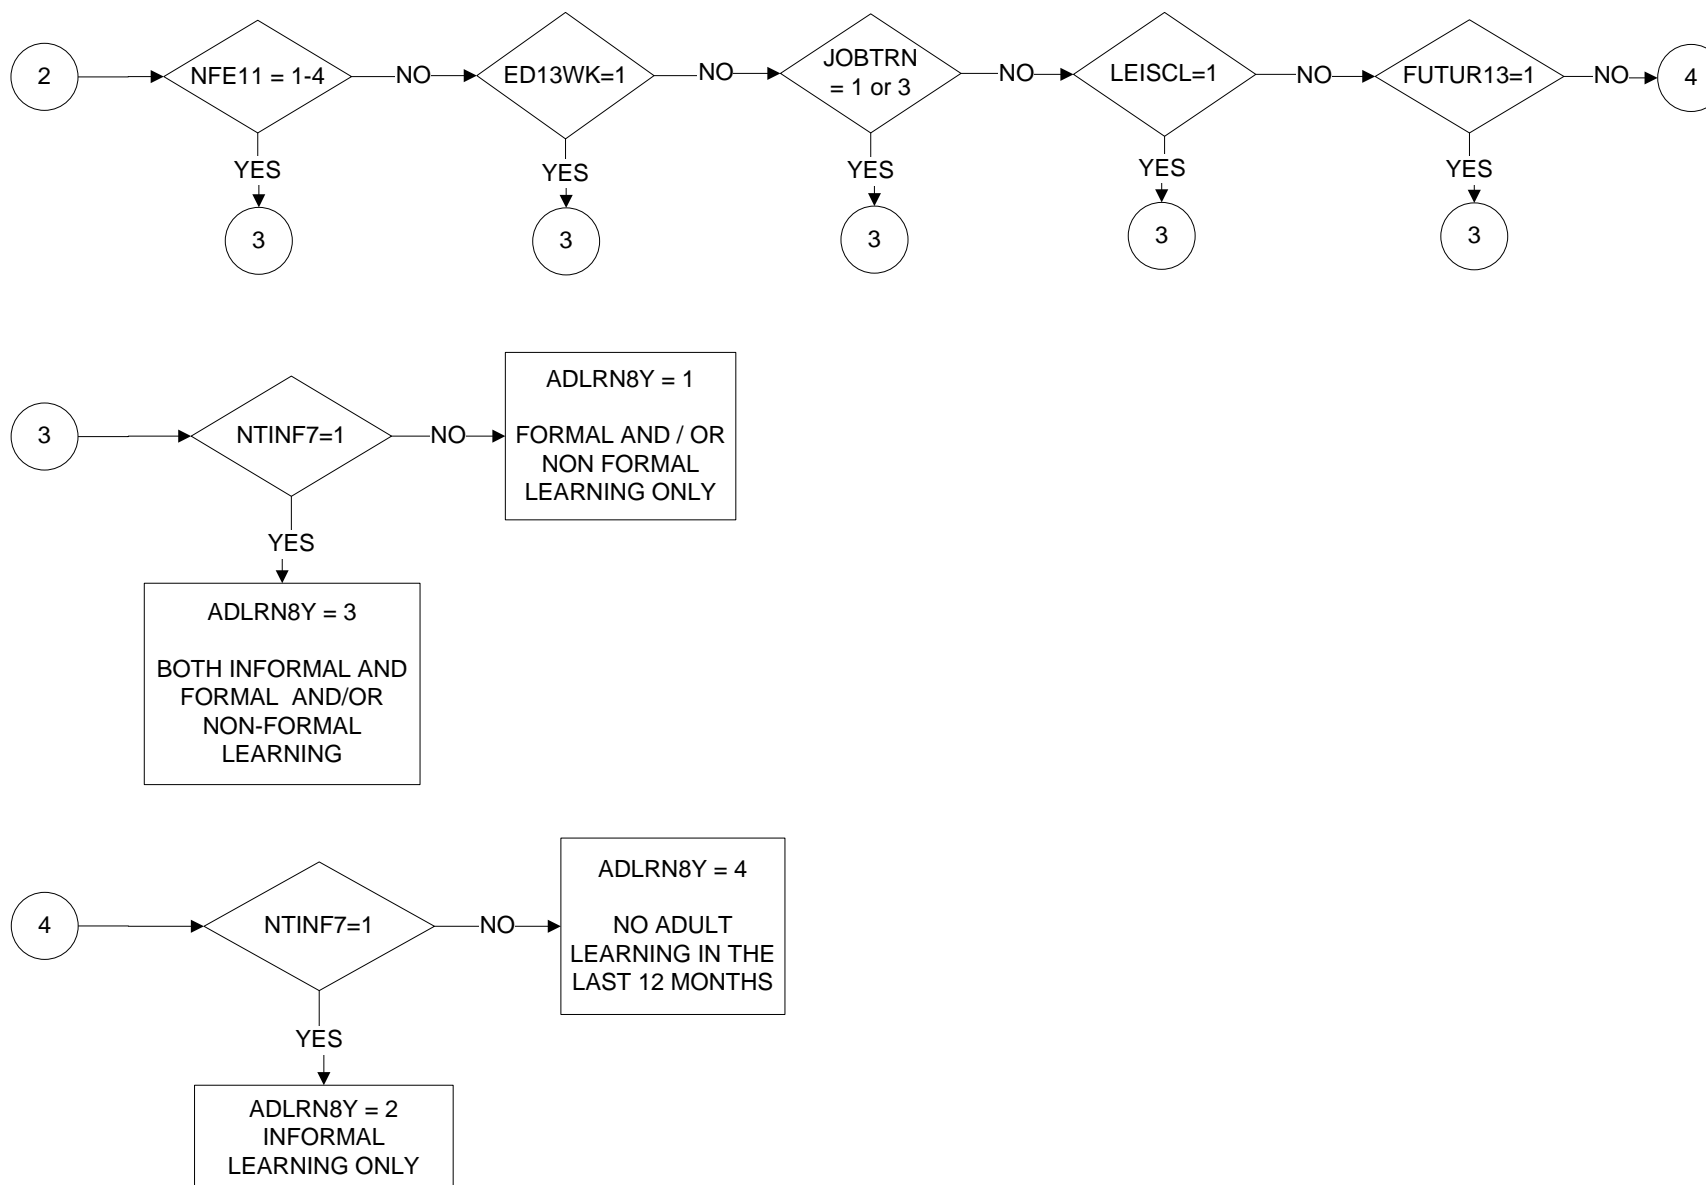 2
NFE11 = 1-4
NO
ED13WK=1
NO
JOBTRN
= 1 or 3
NO
LEISCL=1
NO
FUTUR13=1
NO
4
YES
YES
YES
YES
YES
3
3
3
3
3
3
NTINF7=1
NO
ADLRN8Y = 1
FORMAL AND / OR
NON FORMAL
LEARNING ONLY
YES
ADLRN8Y = 3
BOTH INFORMAL AND
FORMAL  AND/OR
NON-FORMAL
LEARNING
4
NTINF7=1
NO
ADLRN8Y = 4
NO ADULT
LEARNING IN THE
LAST 12 MONTHS
YES
ADLRN8Y = 2
INFORMAL
LEARNING ONLY